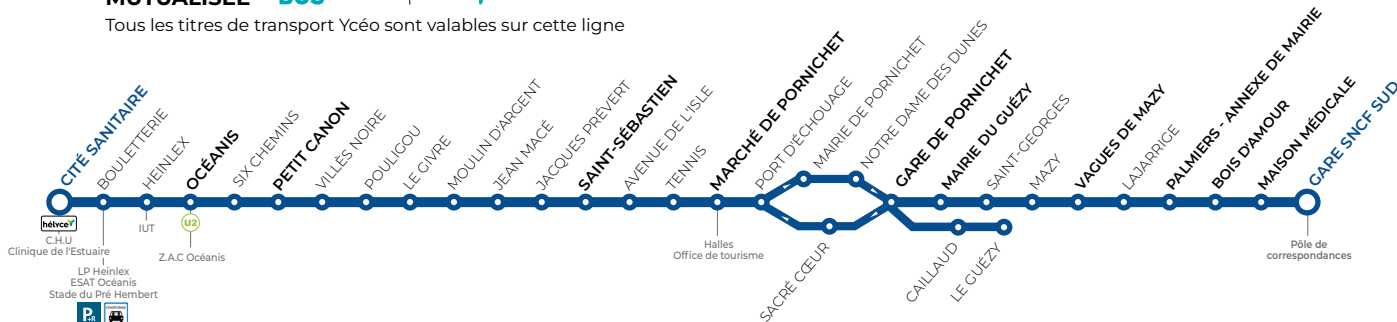 MUTUALISÉE
BUS
Tous les titres de transport Ycéo sont valables sur cette ligne
CITÉ SANITAIRE
BOULETTERIE
HEINLEX
OCÉANIS
SIX CHEMINS
PETIT CANON
VILLÈS NOIRE
POULIGOU
LE GIVRE
MOULIN D'ARGENT
JEAN MACÉ
JACQUES PRÉVERT
SAINT-SÉBASTIEN
AVENUE DE L'ISLE
TENNIS
MARCHÉ DE PORNICHET
PORT D'ÉCHOUAGE
MAIRIE DE PORNICHET
NOTRE DAME DES DUNES
GARE DE PORNICHET
MAIRIE DU GUÉZY
SAINT-GEORGES
MAZY
VAGUES DE MAZY
LAJARRIGE
PALMIERS - ANNEXE DE MAIRIE
BOIS D'AMOUR
MAISON MÉDICALE
GARE SNCF SUD
SACRÉ CŒUR
CAILLAUD
LE GUÉZY
hélyce
C.H.U
Clinique de l'Estuaire
LP Heinlex
ESAT Océanis
Stade du Pré Hembert
P+R
COVOITURAGE
IUT
U2
Z.A.C Océanis
Halles
Office de tourisme
Pôle de
correspondances